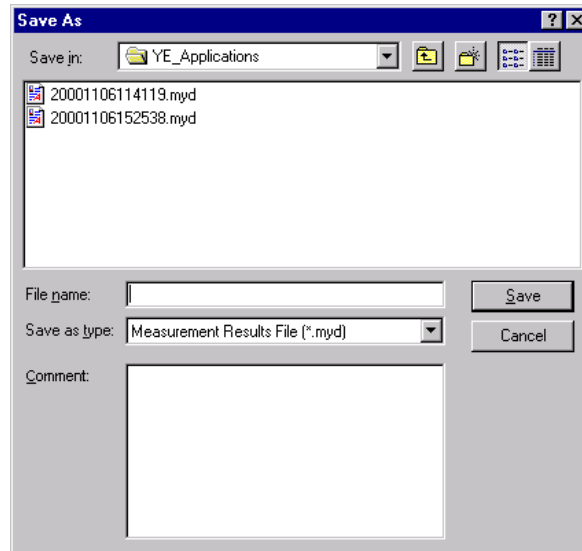 Save As
Save in: YE_Applications
20001106114119.myd
20001106152538.myd
File name: Save
Save as type: Measurement Results File (*.myd) Cancel
Comment: